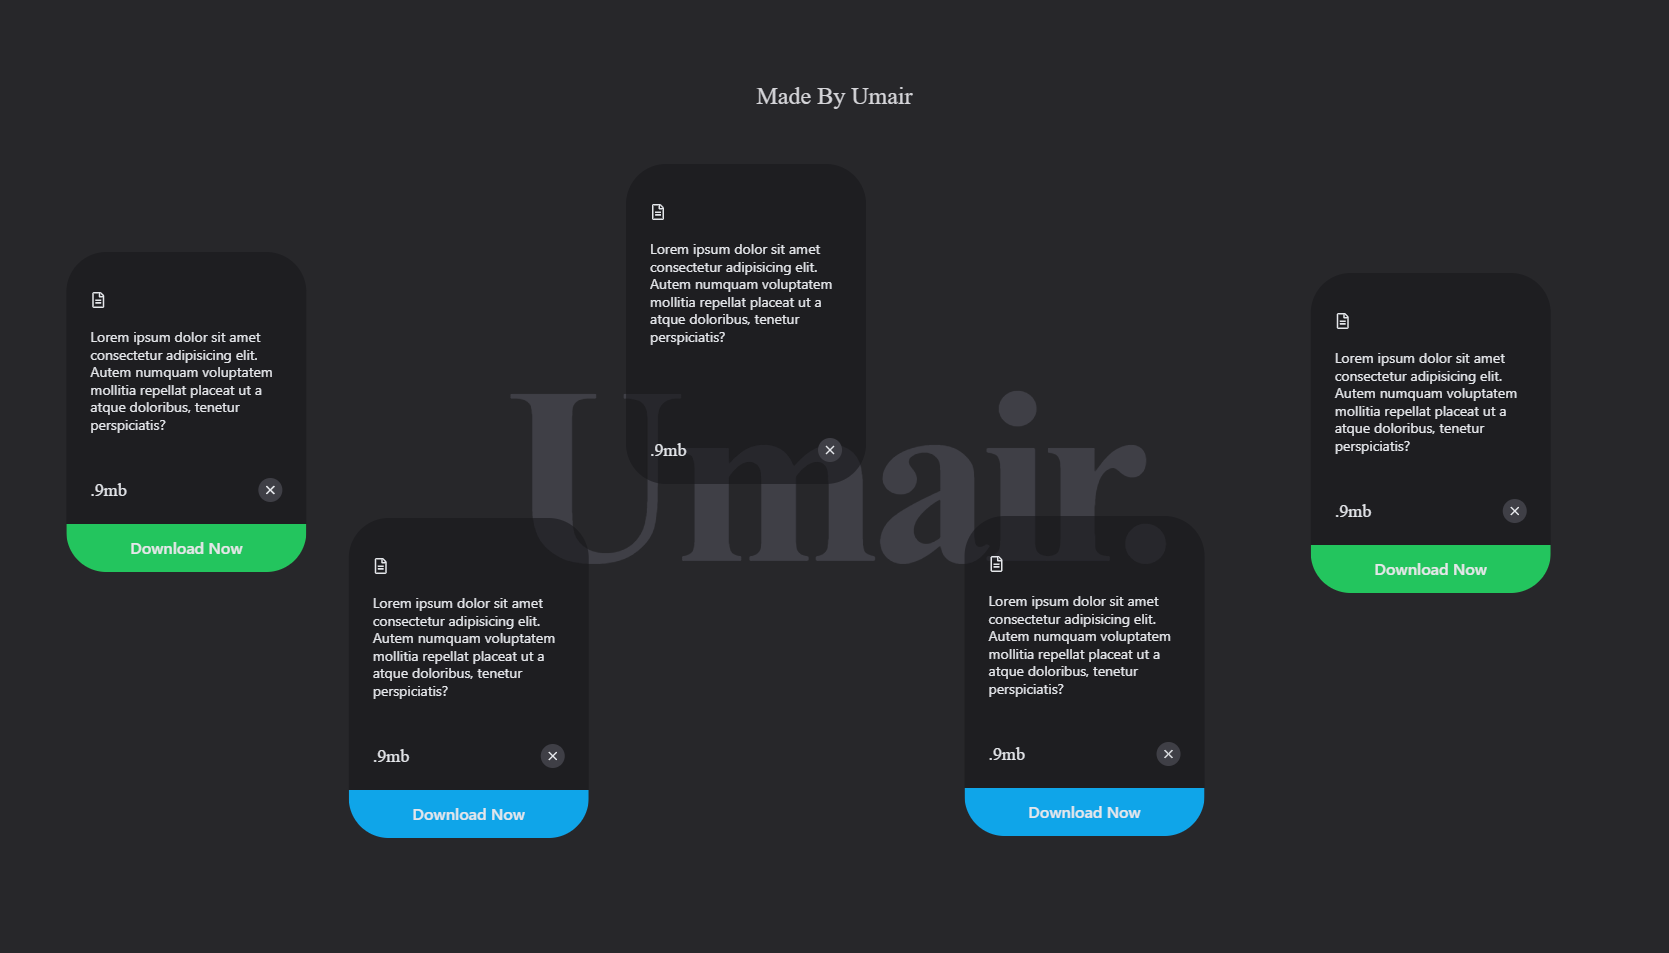 Made By Umair
Umair.
Lorem ipsum dolor sit amet
consectetur adipisicing elit.
Autem numquam voluptatem
mollitia repellat placeat ut a
atque doloribus, tenetur
perspiciatis?
.9mb
Download Now
Lorem ipsum dolor sit amet
consectetur adipisicing elit.
Autem numquam voluptatem
mollitia repellat placeat ut a
atque doloribus, tenetur
perspiciatis?
.9mb
Download Now
Lorem ipsum dolor sit amet
consectetur adipisicing elit.
Autem numquam voluptatem
mollitia repellat placeat ut a
atque doloribus, tenetur
perspiciatis?
.9mb
Lorem ipsum dolor sit amet
consectetur adipisicing elit.
Autem numquam voluptatem
mollitia repellat placeat ut a
atque doloribus, tenetur
perspiciatis?
.9mb
Download Now
Lorem ipsum dolor sit amet
consectetur adipisicing elit.
Autem numquam voluptatem
mollitia repellat placeat ut a
atque doloribus, tenetur
perspiciatis?
.9mb
Download Now